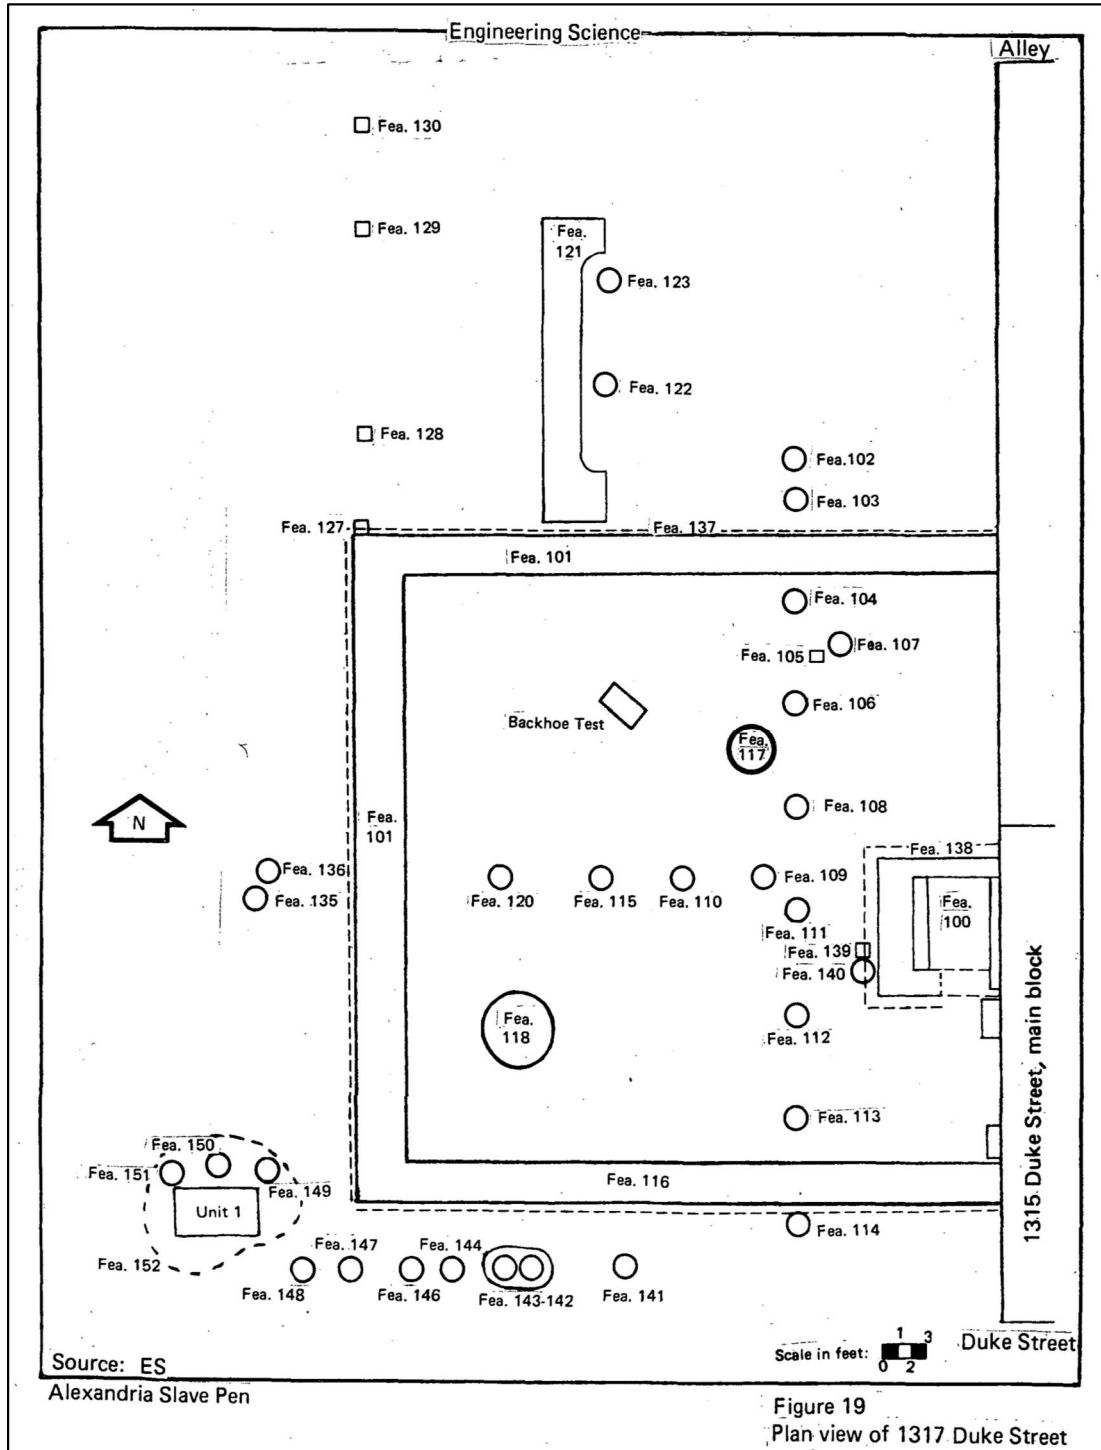 Engineering Science
Alley
Fea. 130
Fea. 129
Fea.
121
Fea. 123
Fea. 122
Fea. 128
Fea.102
Fea. 103
Fea. 127
Fea. 137
Fea. 101
Fea. 104
Fea. 107
Fea. 105
Fea. 106
Backhoe Test
Fea.
117
N
Fea.
101
Fea. 108
Fea. 138
Fea. 136
Fea. 135
Fea. 120
Fea. 115
Fea. 110
Fea. 109
Fea.
100
Fea. 111
Fea. 139
Fea. 140
Fea.
118
Fea. 112
1315 Duke Street, main block
Fea. 113
Fea. 150
Fea. 151
Fea. 149
Fea. 116
Unit 1
Fea. 114
Fea. 152
Fea. 147
Fea. 144
Fea. 148
Fea. 146
Fea. 143-142
Fea. 141
1 3
Scale in feet:
0 2
Duke Street
Source: ES
Alexandria Slave Pen
Figure 19
Plan view of 1317 Duke Street